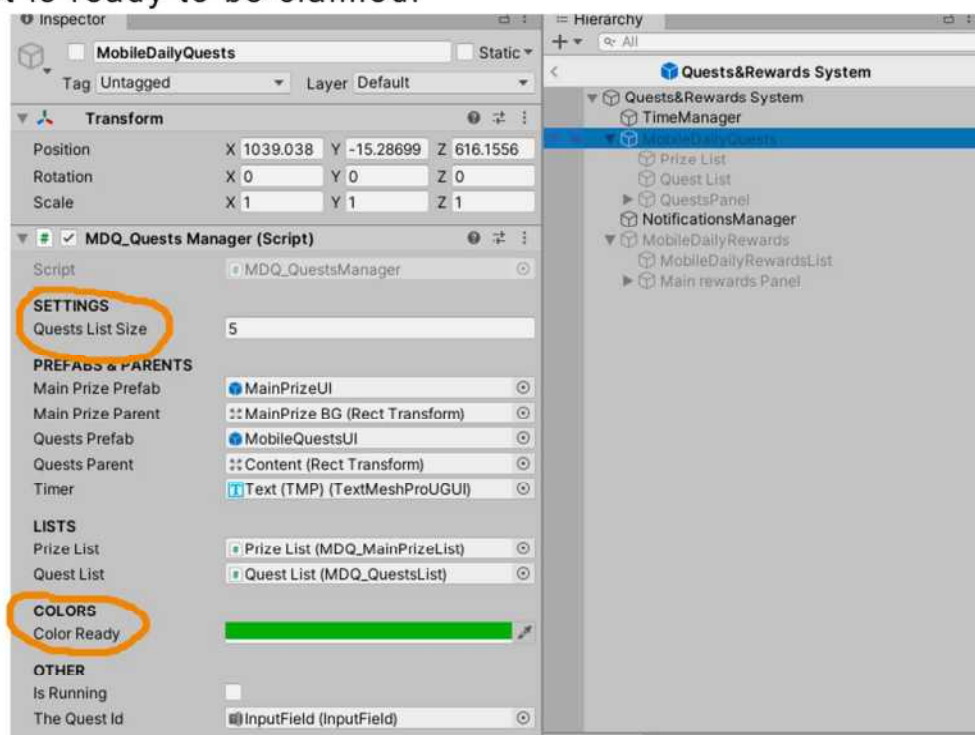 t is ready to be claimed.
Inspector
MobileDailyQuests
Static
Tag Untagged
Layer Default
Transform
Position X 1039.038 Y -15.28699 Z 616.1556
Rotation X 0 Y 0 Z 0
Scale X 1 Y 1 Z 1
MDQ_Quests Manager (Script)
Script MDQ_QuestsManager
SETTINGS
Quests List Size 5
PREFABS & PARENTS
Main Prize Prefab MainPrizeUI
Main Prize Parent MainPrize BG (Rect Transform)
Quests Prefab MobileQuestsUI
Quests Parent Content (Rect Transform)
Timer Text (TMP) (TextMeshProUGUI)
LISTS
Prize List Prize List (MDQ_MainPrizeList)
Quest List Quest List (MDQ_QuestsList)
COLORS
Color Ready
OTHER
Is Running
The Quest Id InputField (InputField)
Hierarchy
All
Quests&Rewards System
Quests&Rewards System
TimeManager
MobileDailyQuests
Prize List
Quest List
QuestsPanel
NotificationsManager
MobileDailyRewards
MobileDailyRewardsList
Main rewards Panel